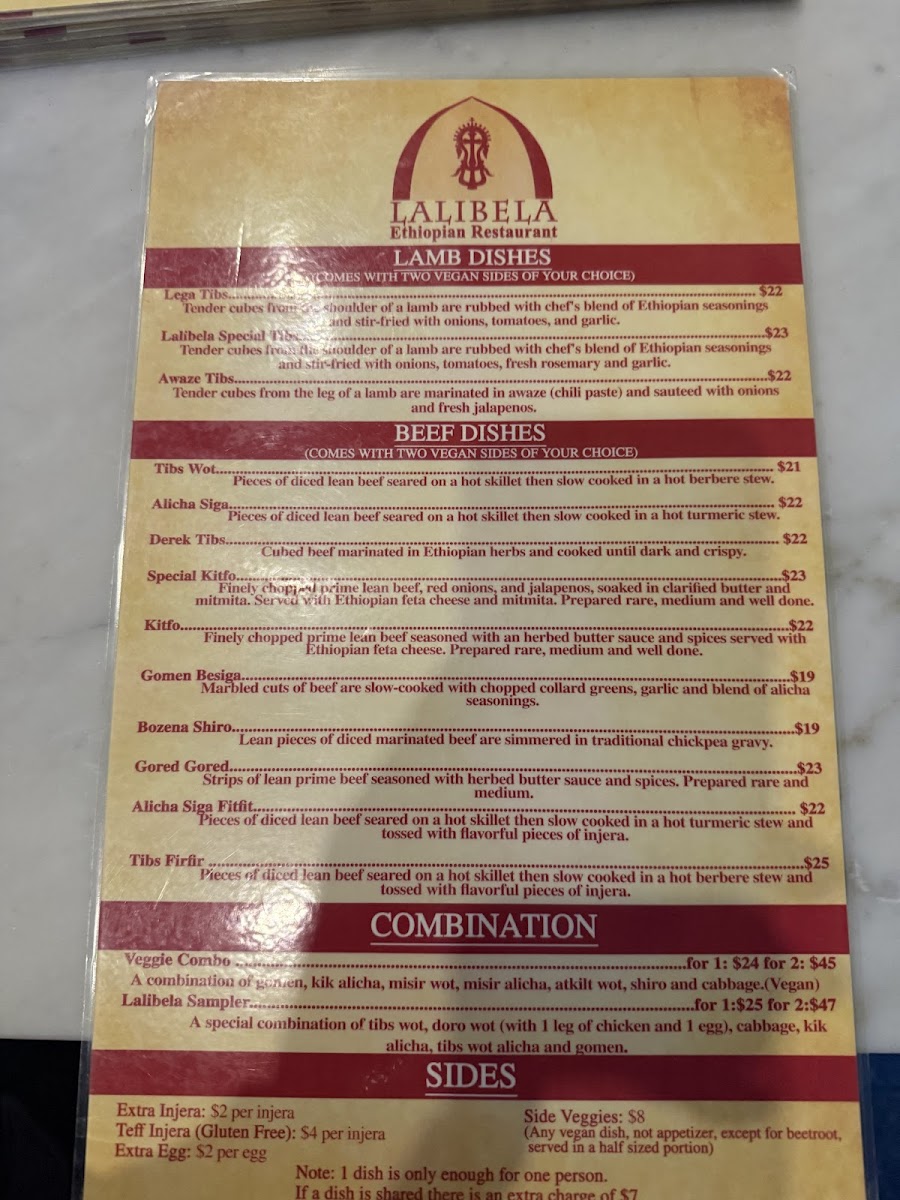 LALIBELA
Ethiopian Restaurant
LAMB DISHES
(COMES WITH TWO VEGAN SIDES OF YOUR CHOICE)
Lega Tibs..........$22
Tender cubes from the shoulder of a lamb are rubbed with chef's blend of Ethiopian seasonings
and stir-fried with onions, tomatoes, and garlic.
Lalibela Special Tibs..........$23
Tender cubes from the shoulder of a lamb are rubbed with chef's blend of Ethiopian seasonings
and stir-fried with onions, tomatoes, fresh rosemary and garlic.
Awaze Tibs..........$22
Tender cubes from the leg of a lamb are marinated in awaze (chili paste) and sauteed with onions
and fresh jalapenos.
BEEF DISHES
(COMES WITH TWO VEGAN SIDES OF YOUR CHOICE)
Tibs Wot.......... $21
Pieces of diced lean beef seared on a hot skillet then slow cooked in a hot berbere stew.
Alicha Siga.......... $22
Pieces of diced lean beef seared on a hot skillet then slow cooked in a hot turmeric stew.
Derek Tibs.......... $22
Cubed beef marinated in Ethiopian herbs and cooked until dark and crispy.
Special Kitfo..........$23
Finely chopped prime lean beef, red onions, and jalapenos, soaked in clarified butter and
mitmita. Served with Ethiopian feta cheese and mitmita. Prepared rare, medium and well done.
Kitfo..........$22
Finely chopped prime lean beef seasoned with an herbed butter sauce and spices served with
Ethiopian feta cheese. Prepared rare, medium and well done.
Gomen Besiga..........$19
Marbled cuts of beef are slow-cooked with chopped collard greens, garlic and blend of alicha
seasonings.
Bozena Shiro..........$19
Lean pieces of diced marinated beef are simmered in traditional chickpea gravy.
Gored Gored..........$23
Strips of lean prime beef seasoned with herbed butter sauce and spices. Prepared rare and
medium.
Alicha Siga Fitfit.......... $22
Pieces of diced lean beef seared on a hot skillet then slow cooked in a hot turmeric stew and
tossed with flavorful pieces of injera.
Tibs Firfir ..........$25
Pieces of diced lean beef seared on a hot skillet then slow cooked in a hot berbere stew and
tossed with flavorful pieces of injera.
COMBINATION
Veggie Combo ..........for 1: $24 for 2: $45
A combination of gomen, kik alicha, misir wot, misir alicha, atkilt wot, shiro and cabbage.(Vegan)
Lalibela Sampler..........for 1:$25 for 2:$47
A special combination of tibs wot, doro wot (with 1 leg of chicken and 1 egg), cabbage, kik
alicha, tibs wot alicha and gomen.
SIDES
Extra Injera: $2 per injera
Teff Injera (Gluten Free): $4 per injera
Extra Egg: $2 per egg
Side Veggies: $8
(Any vegan dish, not appetizer, except for beetroot,
served in a half sized portion)
Note: 1 dish is only enough for one person.
If a dish is shared there is an extra charge of $7